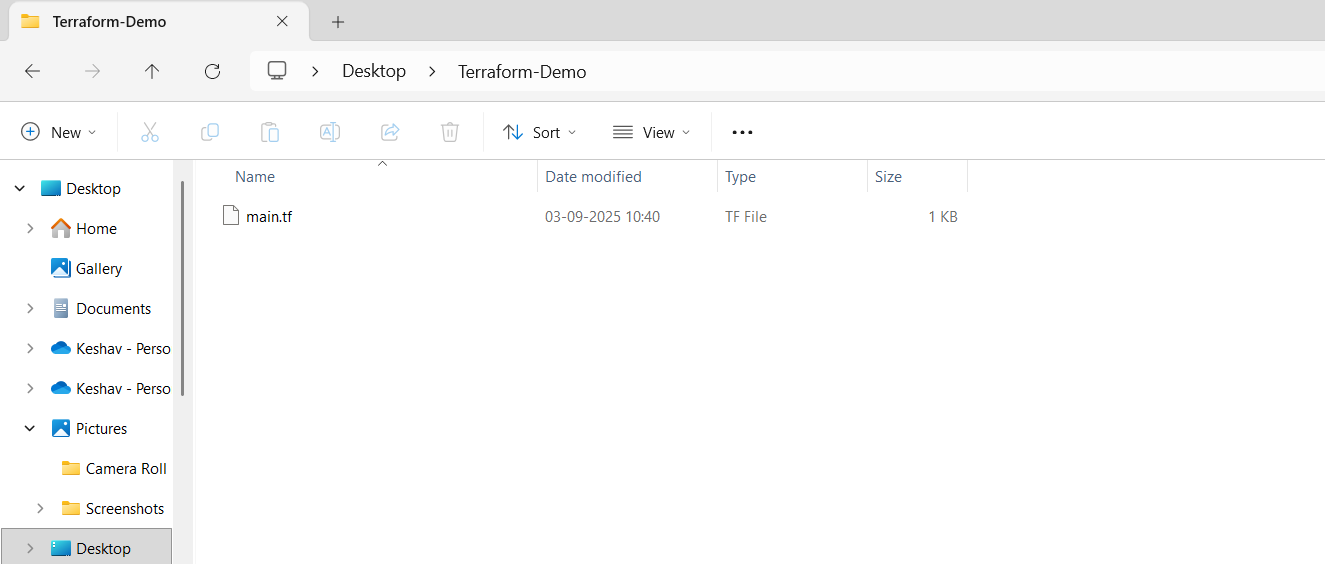 Terraform-Demo
Desktop Terraform-Demo
New Sort View
Name Date modified Type Size
main.tf 03-09-2025 10:40 TF File 1 KB
Desktop
Home
Gallery
Documents
Keshav - Perso
Keshav - Perso
Pictures
Camera Roll
Screenshots
Desktop